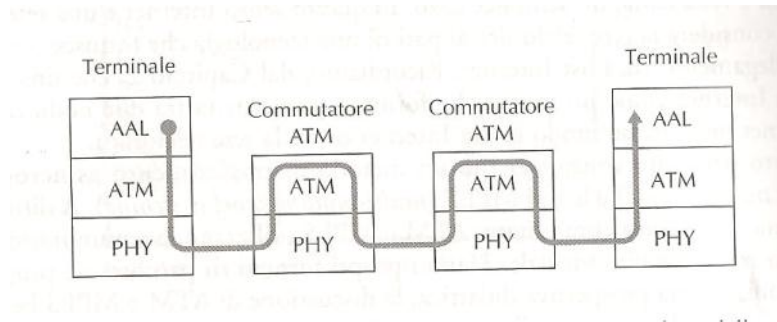 Terminale
AAL
ATM
PHY
Commutatore
ATM
ATM
PHY
Commutatore
ATM
ATM
PHY
Terminale
AAL
ATM
PHY